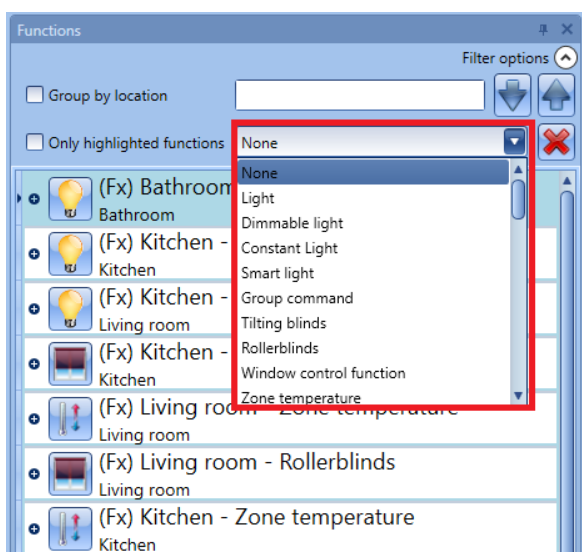 Functions
Filter options
Group by location
Only highlighted functions None
None
Light
Dimmable light
Constant Light
Smart light
Group command
Tilting blinds
Rollerblinds
Window control function
Zone temperature
(Fx) Bathroom
Bathroom
(Fx) Kitchen -
Kitchen
(Fx) Kitchen -
Living room
(Fx) Kitchen -
Kitchen
(Fx) Living room - Zone temperature
Living room
(Fx) Living room - Rollerblinds
Living room
(Fx) Kitchen - Zone temperature
Kitchen